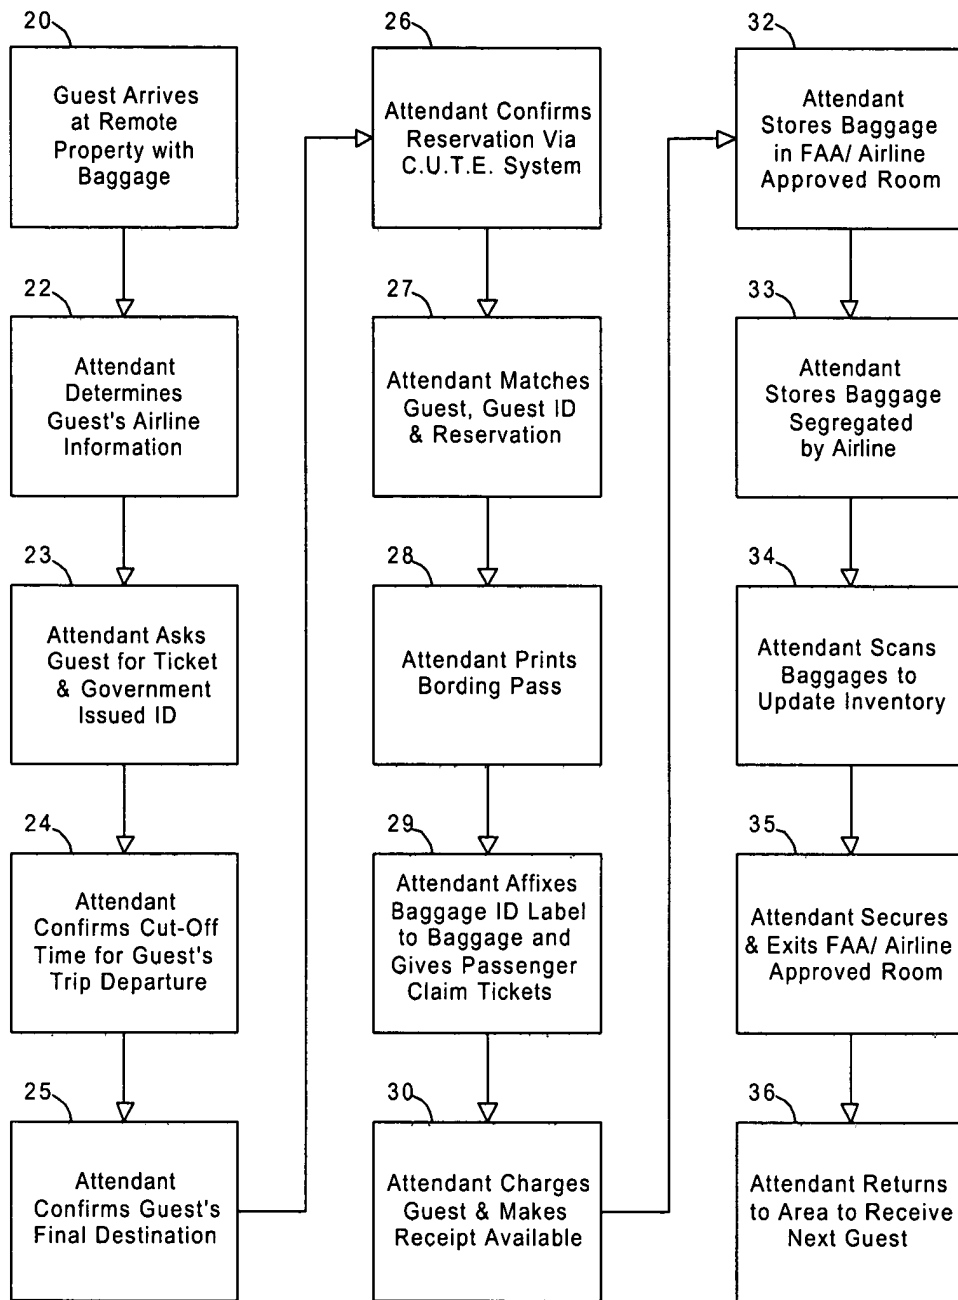 20
Guest Arrives
at Remote
Property with
Baggage
22
Attendant
Determines
Guest's Airline
Information
23
Attendant Asks
Guest for Ticket
& Government
Issued ID
24
Attendant
Confirms Cut-Off
Time for Guest's
Trip Departure
25
Attendant
Confirms Guest's
Final Destination
26
Attendant Confirms
Reservation Via
C.U.T.E. System
27
Attendant Matches
Guest, Guest ID
& Reservation
28
Attendant Prints
Bording Pass
29
Attendant Affixes
Baggage ID Label
to Baggage and
Gives Passenger
Claim Tickets
30
Attendant Charges
Guest & Makes
Receipt Available
32
Attendant
Stores Baggage
in FAA/ Airline
Approved Room
33
Attendant
Stores Baggage
Segregated
by Airline
34
Attendant Scans
Baggages to
Update Inventory
35
Attendant Secures
& Exits FAA/ Airline
Approved Room
36
Attendant Returns
to Area to Receive
Next Guest